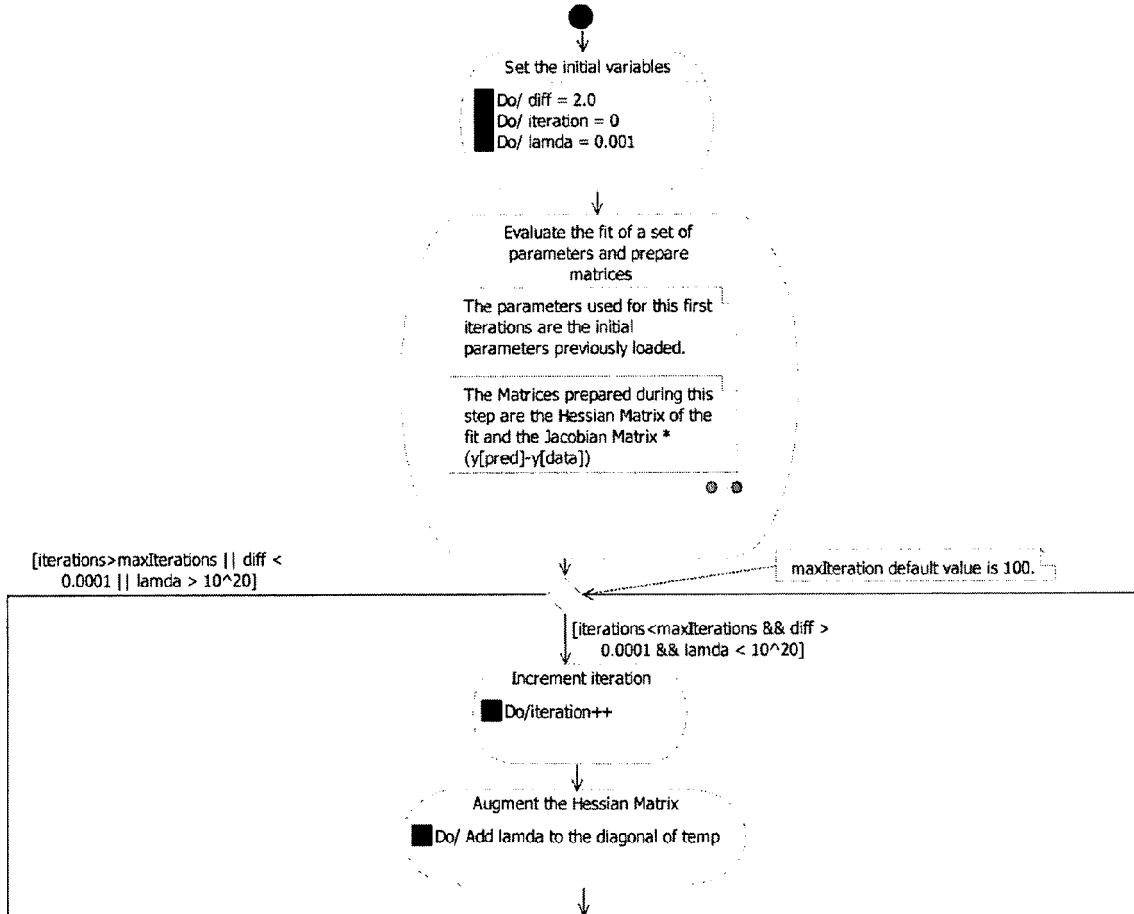 Set the initial variables
Do/ diff = 2.0
Do/ iteration = 0
Do/ lamda = 0.001
Evaluate the fit of a set of
parameters and prepare
matrices
The parameters used for this first
iterations are the initial
parameters previously loaded.
The Matrices prepared during this
step are the Hessian Matrix of the
fit and the Jacobian Matrix *
(y[pred]-y[data])
[iterations>maxIterations || diff <
0.0001 || lamda > 10^20]
maxIteration default value is 100.
[iterations<maxIterations && diff >
0.0001 && lamda < 10^20]
Increment iteration
Do/iteration++
Augment the Hessian Matrix
Do/ Add lamda to the diagonal of temp